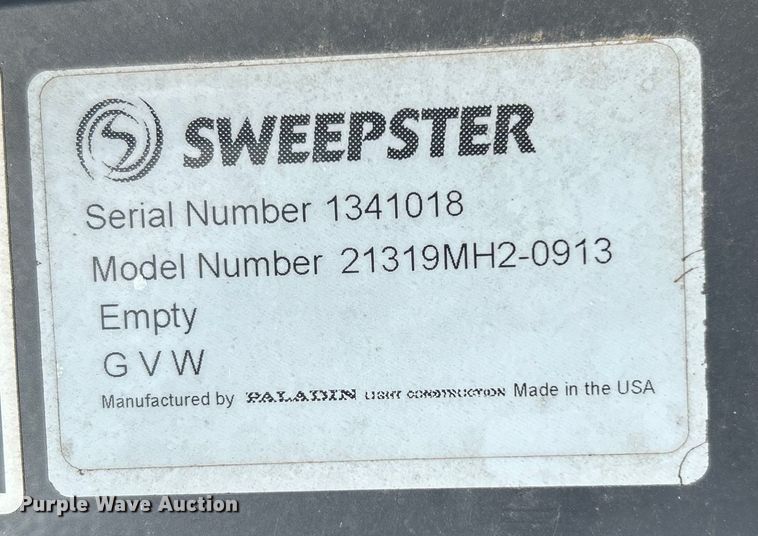 SWEEPSTER
Serial Number 1341018
Model Number 21319MH2-0913
Empty
G V W
Manufactured by PALADIN LIGHT CONSTRUCTION Made in the USA
Purple Wave Auction